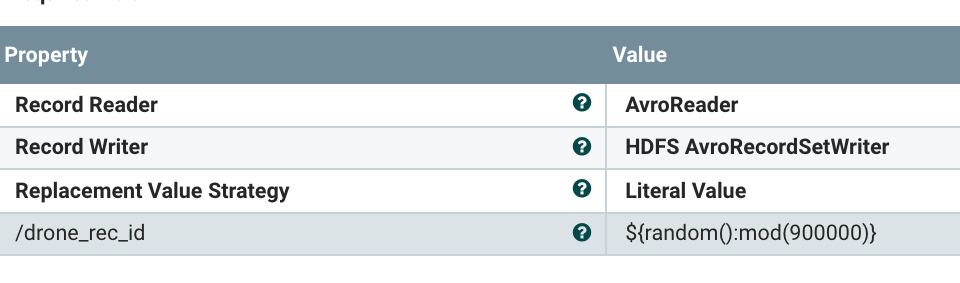 Property Value
Record Reader ? AvroReader
Record Writer ? HDFS AvroRecordSetWriter
Replacement Value Strategy ? Literal Value
/drone_rec_id ? ${random():mod(900000)}